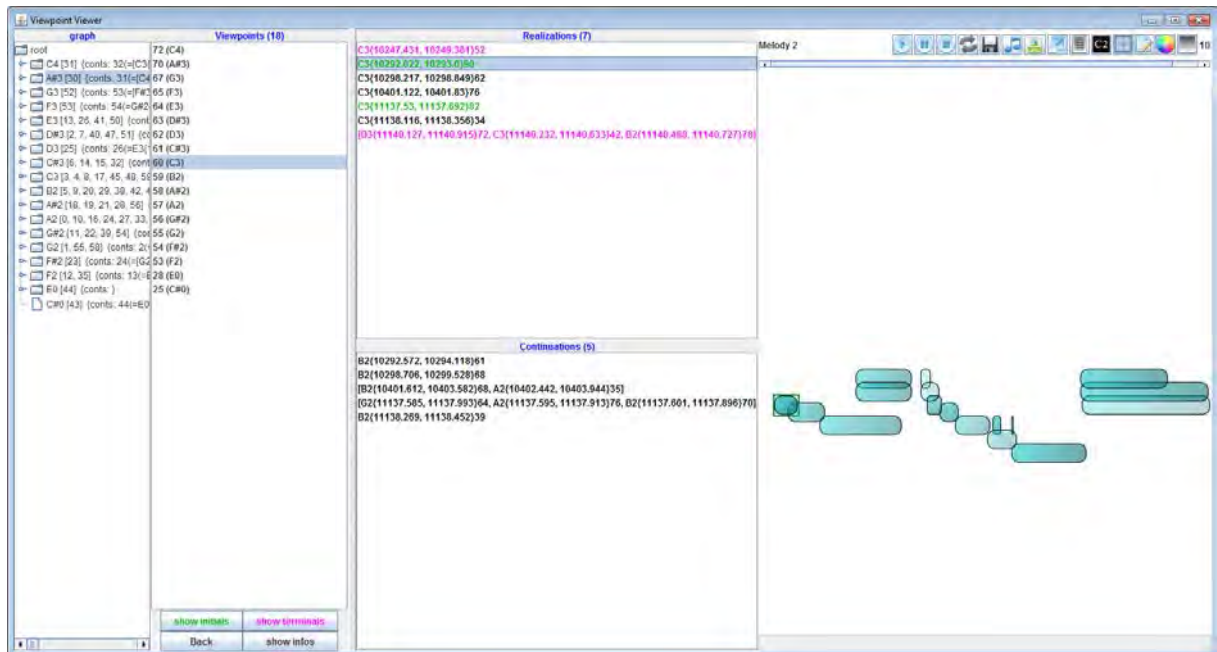 Viewpoint Viewer
graph
root
C4 [31] {conts: 32(=[C3(
A#3 [30] {conts: 31(=[C4
G3 [52] {conts: 53(=[F#3
F3 [53] {conts: 54(=G#2
E3 [13, 26, 41, 50] {cont
D#3 [2, 7, 40, 47, 51] {co
D3 [25] {conts: 26(=E3(
C#3 [6, 14, 15, 32] {cont
C3 [3, 4, 8, 17, 45, 48, 59
B2 [5, 9, 20, 29, 38, 42, 4
A#2 [18, 19, 21, 28, 56]
A2 [0, 10, 16, 24, 27, 33,
G#2 [11, 22, 39, 54] {cor
G2 [1, 55, 58] {conts: 2(
F#2 [23] {conts: 24(=[G2
F2 [12, 35] {conts: 13(=E
E0 [44] {conts: }
C#0 [43] {conts: 44(=E0
Viewpoints (18)
72 (C4)
70 (A#3)
67 (G3)
65 (F3)
64 (E3)
63 (D#3)
62 (D3)
61 (C#3)
60 (C3)
59 (B2)
58 (A#2)
57 (A2)
56 (G#2)
55 (G2)
54 (F#2)
53 (F2)
28 (E0)
25 (C#0)
show initials
show terminals
Back
show infos
Realizations (7)
C3(10247.431, 10249.381)52
C3(10292.022, 10293.0)90
C3(10298.217, 10298.849)62
C3(10401.122, 10401.83)76
C3(11137.53, 11137.692)82
C3(11138.116, 11138.356)34
[D3(11140.127, 11140.915)72, C3(11140.232, 11140.633)42, B2(11140.468, 11140.727)78]
Continuations (5)
B2(10292.572, 10294.118)61
B2(10298.706, 10299.528)68
[B2(10401.612, 10403.582)68, A2(10402.442, 10403.944)35]
[G2(11137.585, 11137.993)64, A2(11137.595, 11137.913)76, B2(11137.601, 11137.896)70]
B2(11138.269, 11138.452)39
Melody 2
C2
10